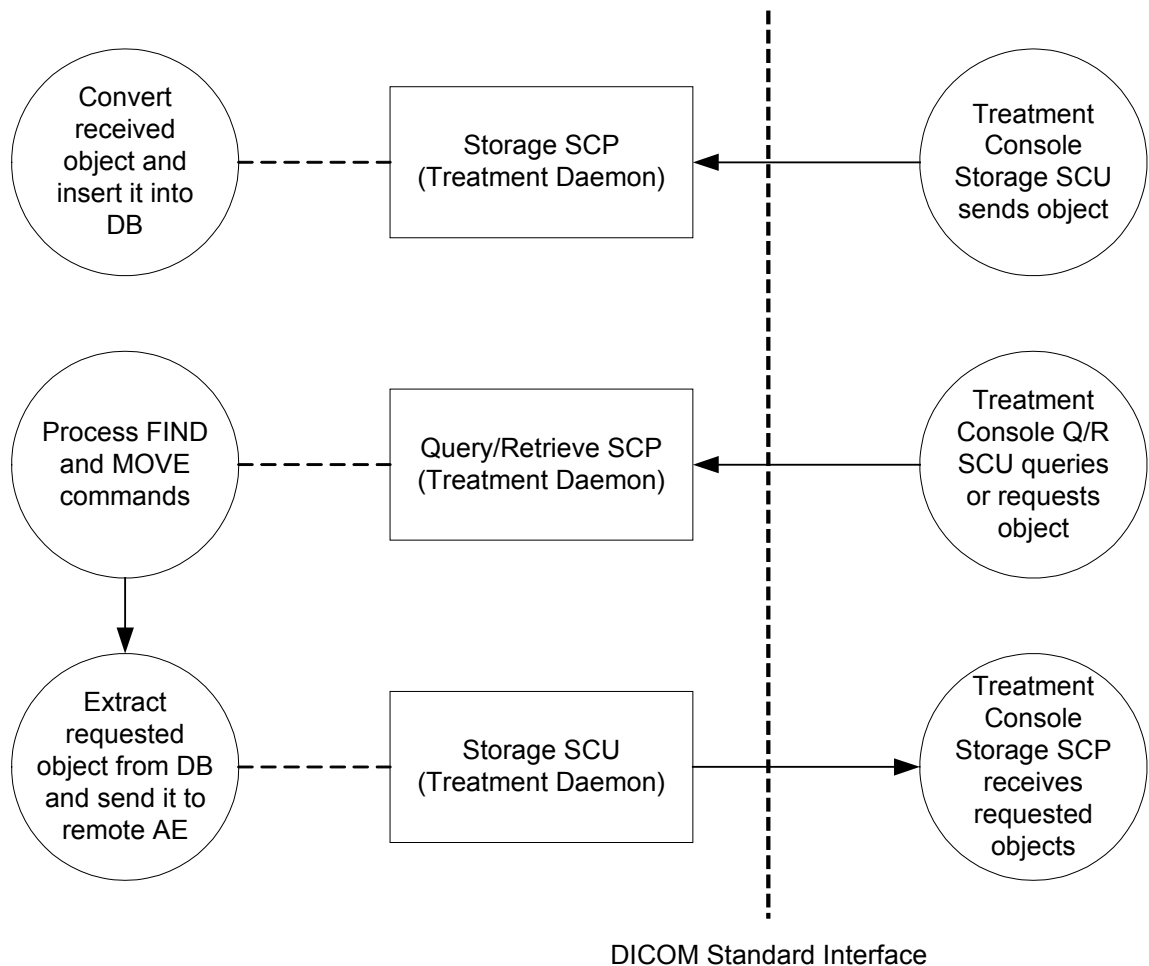 Convert
received
object and
insert it into
DB
Storage SCP
(Treatment Daemon)
Treatment
Console
Storage SCU
sends object
Process FIND
and MOVE
commands
Query/Retrieve SCP
(Treatment Daemon)
Treatment
Console Q/R
SCU queries
or requests
object
Extract
requested
object from DB
and send it to
remote AE
Storage SCU
(Treatment Daemon)
Treatment
Console
Storage SCP
receives
requested
objects
DICOM Standard Interface